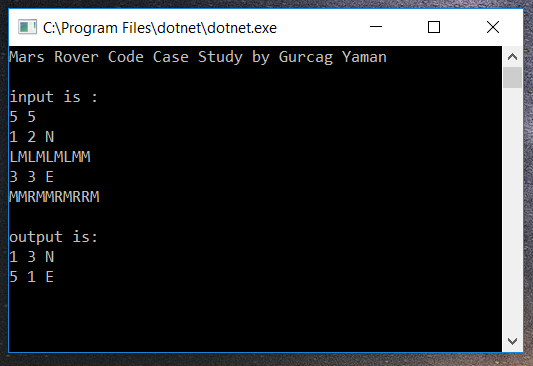 C:\Program Files\dotnet\dotnet.exe
Mars Rover Code Case Study by Gurcag Yaman
input is :
5 5
1 2 N
LMLMLMLMM
3 3 E
MMRMMRMRRM
output is:
1 3 N
5 1 E